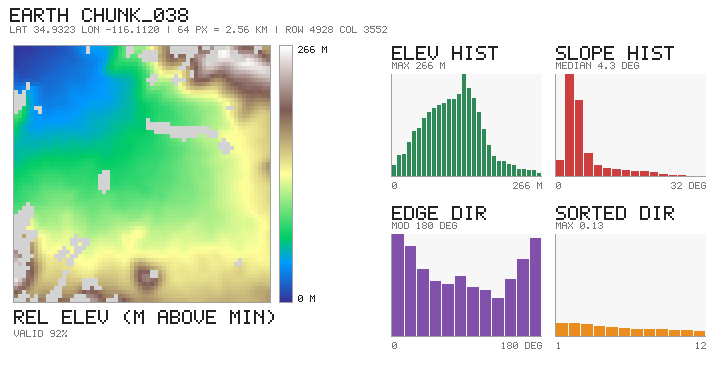 EARTH CHUNK_038
LAT 34.9323 LON -116.1120 | 64 PX = 2.56 KM | ROW 4928 COL 3552
266 M
0 M
REL ELEV (M ABOVE MIN)
VALID 92%
ELEV HIST
MAX 266 M
0 266 M
SLOPE HIST
MEDIAN 4.3 DEG
0 32 DEG
EDGE DIR
MOD 180 DEG
0 180 DEG
SORTED DIR
MAX 0.13
1 12